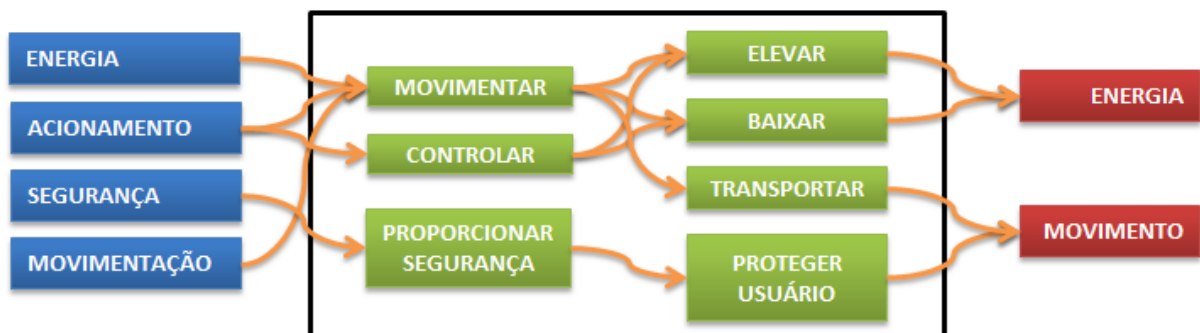 ENERGIA
ACIONAMENTO
SEGURANÇA
MOVIMENTAÇÃO
MOVIMENTAR
CONTROLAR
PROPORCIONAR
SEGURANÇA
ELEVAR
BAIXAR
TRANSPORTAR
PROTEGER
USUÁRIO
ENERGIA
MOVIMENTO